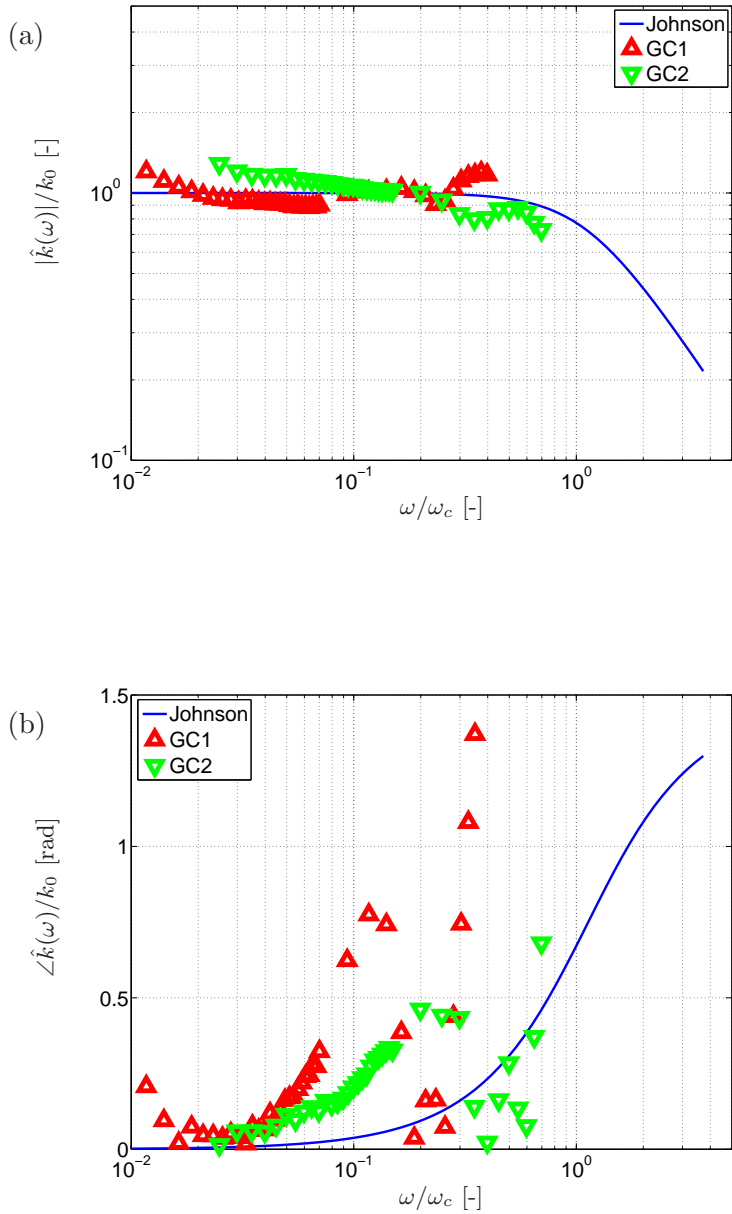 (a)
Johnson
GC1
GC2
|k̂(ω)|/k₀ [-]
10⁰
10⁻¹
10⁻² 10⁻¹ 10⁰
ω/ω_c [-]
(b)
Johnson
GC1
GC2
∠k̂(ω)/k₀ [rad]
1.5
1
0.5
0
10⁻² 10⁻¹ 10⁰
ω/ω_c [-]